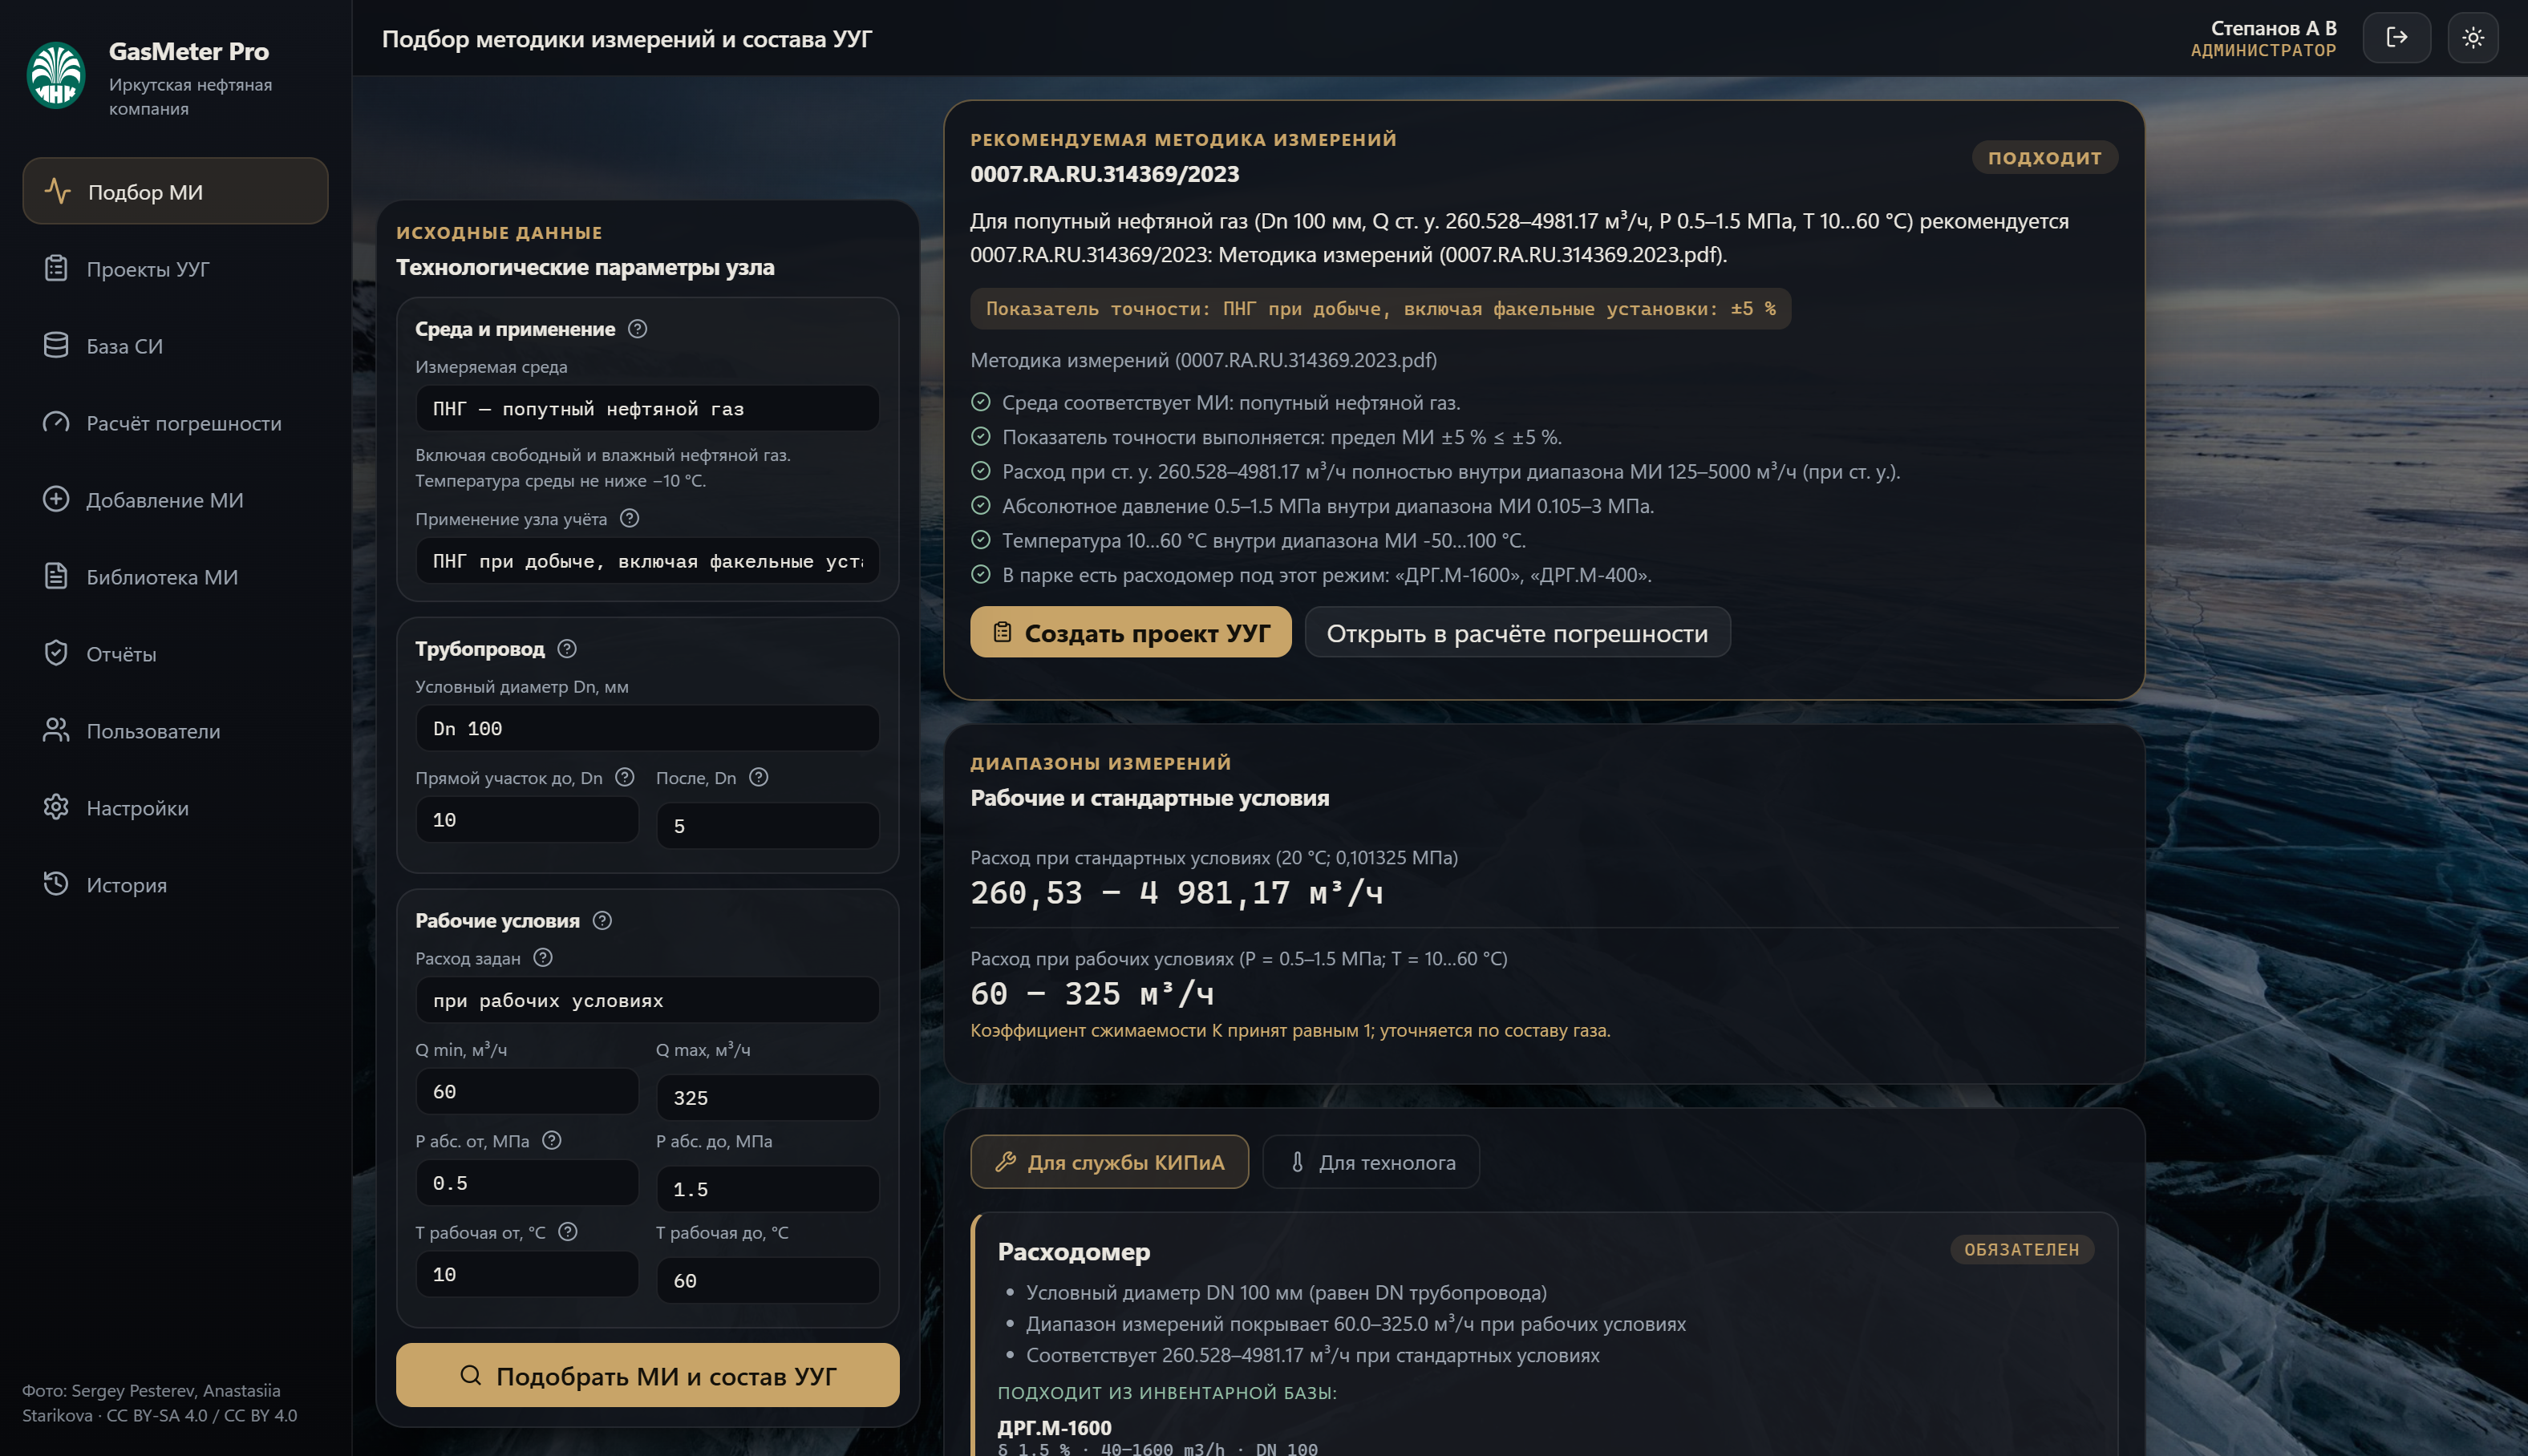 GasMeter Pro
Иркутская нефтяная
компания
ИНК
Подбор МИ
Проекты УУГ
База СИ
Расчёт погрешности
Добавление МИ
Библиотека МИ
Отчёты
Пользователи
Настройки
История
Фото: Sergey Pesterev, Anastasiia
Starikova · CC BY-SA 4.0 / CC BY 4.0
Подбор методики измерений и состава УУГ
Степанов А В
АДМИНИСТРАТОР
ИСХОДНЫЕ ДАННЫЕ
Технологические параметры узла
Среда и применение
Измеряемая среда
ПНГ — попутный нефтяной газ
Включая свободный и влажный нефтяной газ.
Температура среды не ниже −10 °C.
Применение узла учёта
ПНГ при добыче, включая факельные уста
Трубопровод
Условный диаметр Dn, мм
Dn 100
Прямой участок до, Dn
После, Dn
10
5
Рабочие условия
Расход задан
при рабочих условиях
Q min, м³/ч
Q max, м³/ч
60
325
P абс. от, МПа
P абс. до, МПа
0.5
1.5
T рабочая от, °C
T рабочая до, °C
10
60
Подобрать МИ и состав УУГ
РЕКОМЕНДУЕМАЯ МЕТОДИКА ИЗМЕРЕНИЙ
0007.RA.RU.314369/2023
ПОДХОДИТ
Для попутный нефтяной газ (Dn 100 мм, Q ст. у. 260.528–4981.17 м³/ч, P 0.5–1.5 МПа, T 10…60 °C) рекомендуется
0007.RA.RU.314369/2023: Методика измерений (0007.RA.RU.314369.2023.pdf).
Показатель точности: ПНГ при добыче, включая факельные установки: ±5 %
Методика измерений (0007.RA.RU.314369.2023.pdf)
Среда соответствует МИ: попутный нефтяной газ.
Показатель точности выполняется: предел МИ ±5 % ≤ ±5 %.
Расход при ст. у. 260.528–4981.17 м³/ч полностью внутри диапазона МИ 125–5000 м³/ч (при ст. у.).
Абсолютное давление 0.5–1.5 МПа внутри диапазона МИ 0.105–3 МПа.
Температура 10…60 °C внутри диапазона МИ -50…100 °C.
В парке есть расходомер под этот режим: «ДРГ.М-1600», «ДРГ.М-400».
Создать проект УУГ
Открыть в расчёте погрешности
ДИАПАЗОНЫ ИЗМЕРЕНИЙ
Рабочие и стандартные условия
Расход при стандартных условиях (20 °C; 0,101325 МПа)
260,53 — 4 981,17 м³/ч
Расход при рабочих условиях (P = 0.5–1.5 МПа; T = 10…60 °C)
60 — 325 м³/ч
Коэффициент сжимаемости K принят равным 1; уточняется по составу газа.
Для службы КИПиА
Для технолога
Расходомер
ОБЯЗАТЕЛЕН
Условный диаметр DN 100 мм (равен DN трубопровода)
Диапазон измерений покрывает 60.0–325.0 м³/ч при рабочих условиях
Соответствует 260.528–4981.17 м³/ч при стандартных условиях
ПОДХОДИТ ИЗ ИНВЕНТАРНОЙ БАЗЫ:
ДРГ.М-1600
δ 1.5 % · 40–1600 m3/h · DN 100